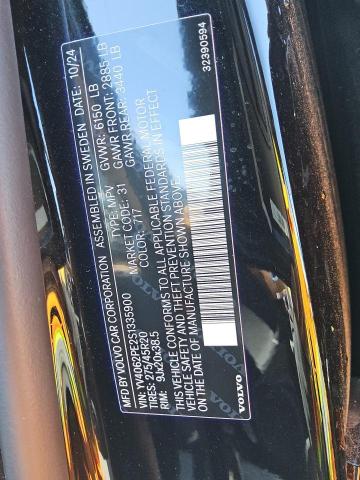 MFD BY VOLVO CAR CORPORATION ASSEMBLED IN SWEDEN DATE: 10/24
VIN: YV4062PE2S1335900 GVWR: 6150 LB
TIRES: 275/45R20 TYPE: MPV GAWR FRONT: 2885 LB
RIM: 9Jx20x38.5 MARKET CODE: 31 GAWR REAR: 3440 LB
COLOR: 717
THIS VEHICLE CONFORMS TO ALL APPLICABLE FEDERAL MOTOR
VEHICLE SAFETY AND THEFT PREVENTION STANDARDS IN EFFECT
ON THE DATE OF MANUFACTURE SHOWN ABOVE.
VOLVO
32390594